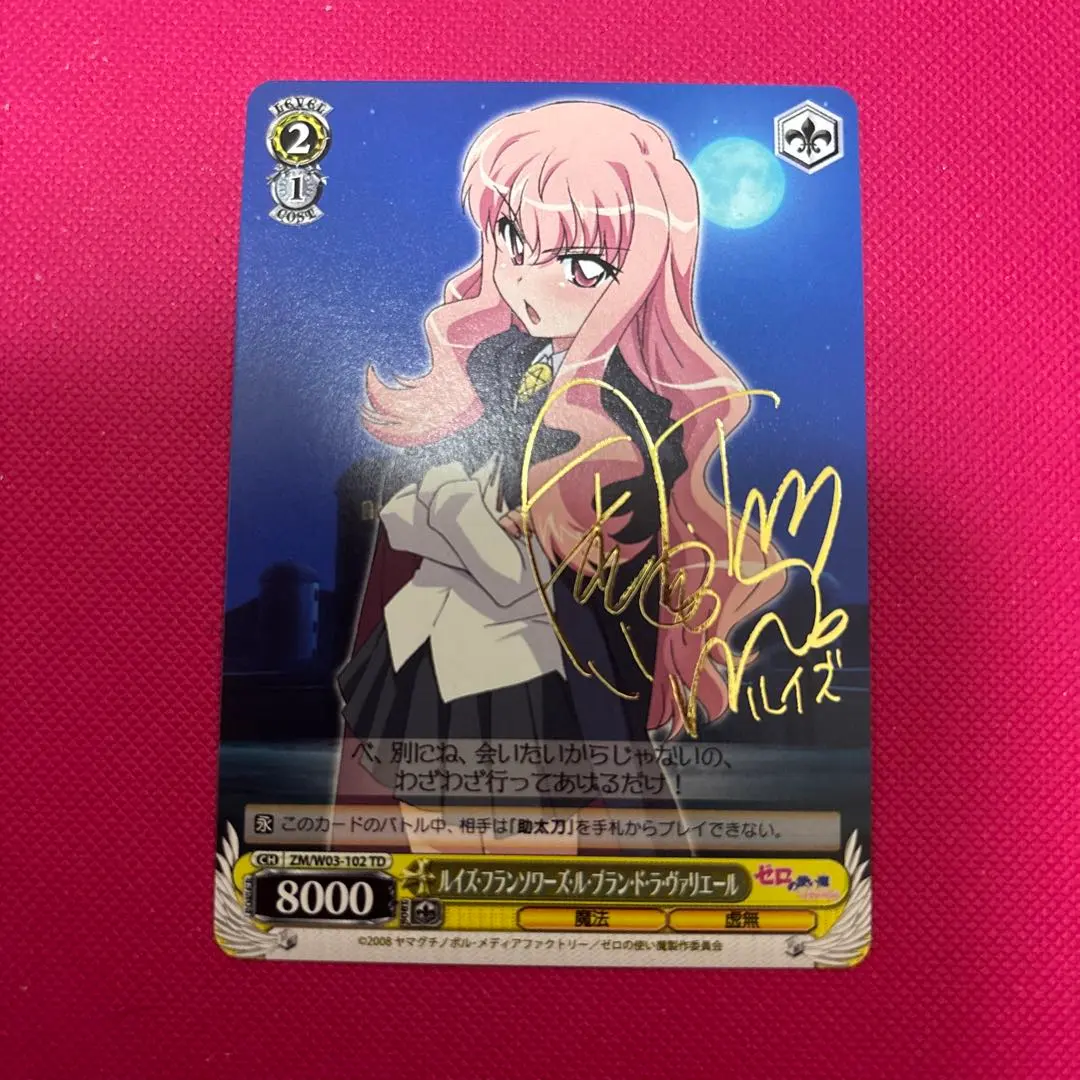 LEVEL
2
1
COST
ルイズ
べ、別にね、会いたいからじゃないの、
わざわざ行ってあげるだけ!
永 このカードのバトル中、相手は「助太刀」を手札からプレイできない。
CH ZM/W03-102 TD
POWER 8000 ルイズ・フランソワーズ・ル・ブラン・ド・ラ・ヴァリエール ゼロの使い魔
SOUL 魔法 虚無
©2008 ヤマグチノボル・メディアファクトリー/ゼロの使い魔製作委員会